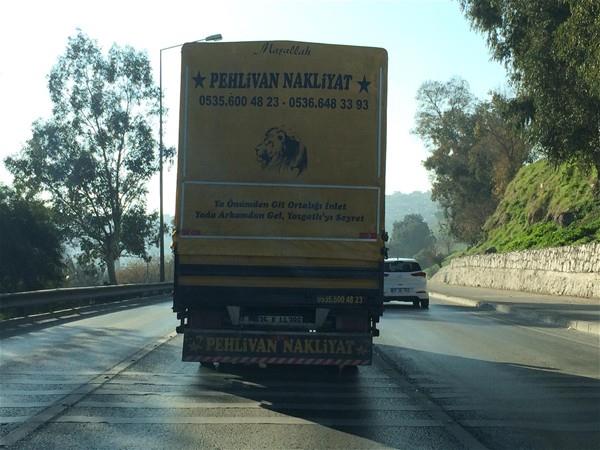 Maşallah
PEHLİVAN NAKLİYAT
0535.600 48 23 - 0536.648 33 93
Ya Önümden Git Ortalığı İnlet
Yada Arkamdan Gel, Yozgatlı'yı Seyret
0535.600 48 23
PEHLİVAN NAKLİYAT